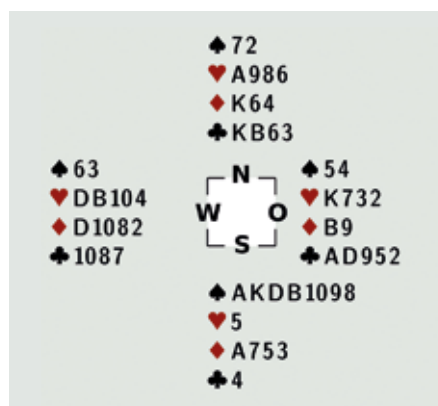 ♠72
♥A986
♦K64
♣KB63
♠63
♥DB104
♦D1082
♣1087
N
W O
S
♠54
♥K732
♦B9
♣AD952
♠AKDB1098
♥5
♦A753
♣4